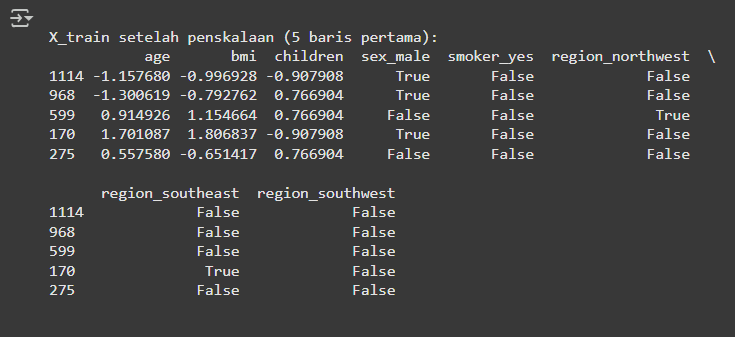 X_train setelah penskalaan (5 baris pertama):
           age       bmi  children  sex_male  smoker_yes  region_northwest  \
1114 -1.157680 -0.996928 -0.907908      True       False             False
968  -1.300619 -0.792762  0.766904      True       False             False
599   0.914926  1.154664  0.766904     False       False              True
170   1.701087  1.806837 -0.907908      True       False             False
275   0.557580 -0.651417  0.766904     False       False             False
      region_southeast  region_southwest
1114             False             False
968              False             False
599              False             False
170               True             False
275              False             False